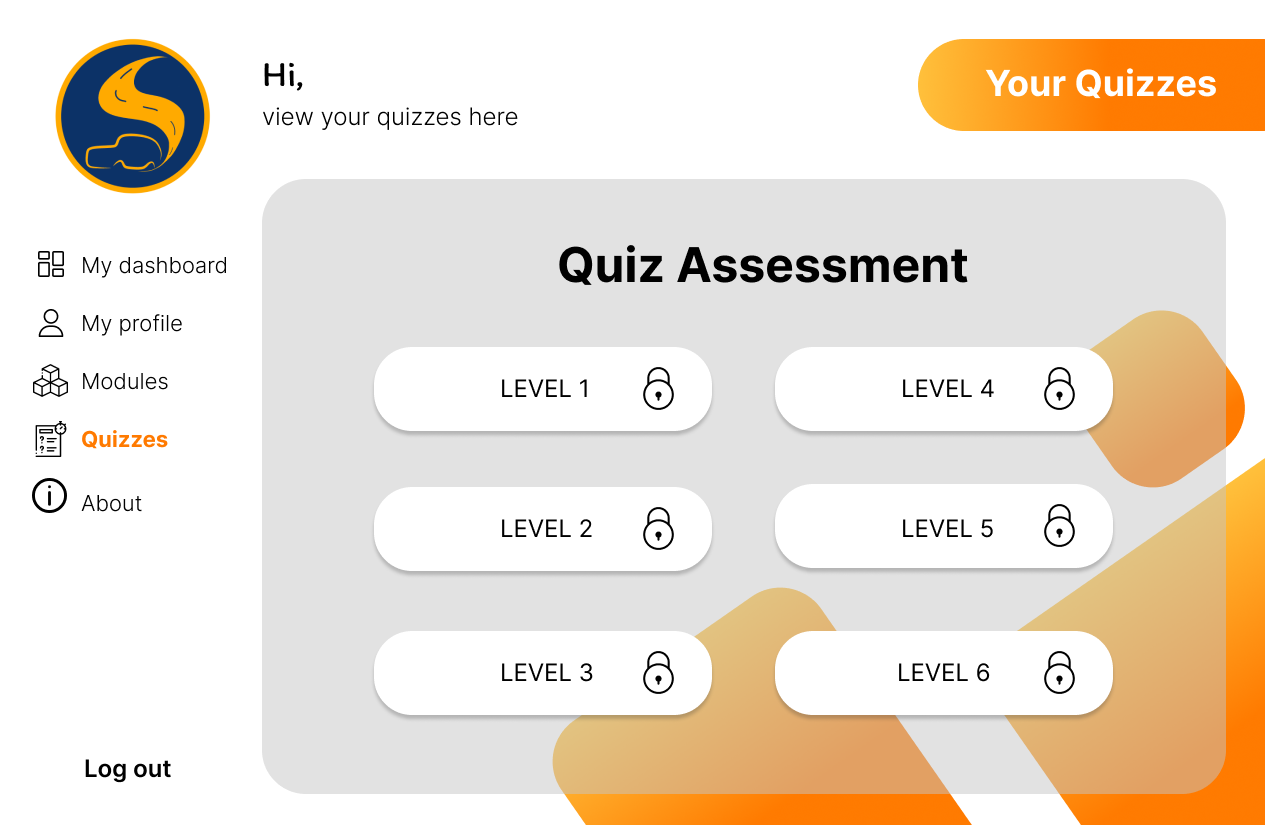 Hi,
view your quizzes here
Your Quizzes
My dashboard
My profile
Modules
Quizzes
About
Log out
Quiz Assessment
LEVEL 1
LEVEL 4
LEVEL 2
LEVEL 5
LEVEL 3
LEVEL 6